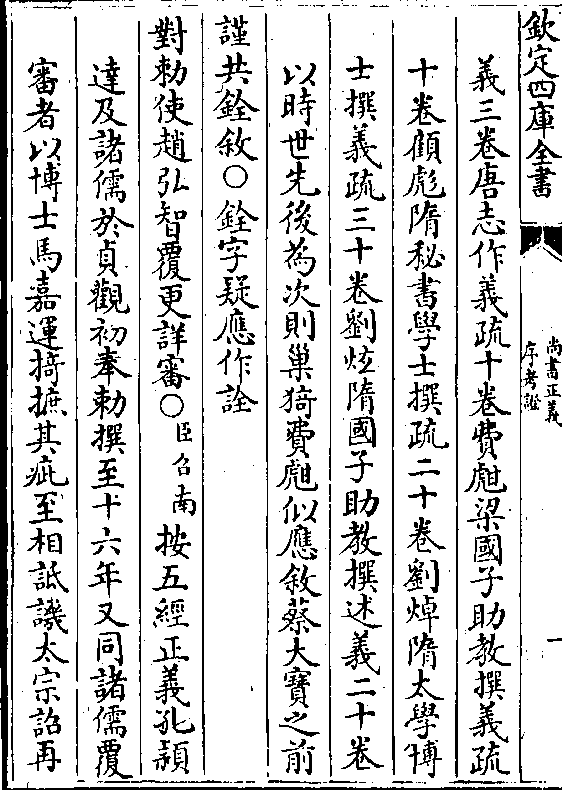 欽定四庫全書
尚書正義
序考證
一
義三卷唐志作義疏十卷費甝梁國子助教撰義疏
十卷顧彪隋秘書學士撰疏二十卷劉焯隋太學博
士撰義疏三十卷劉炫隋國子助教撰述義二十卷
以時世先後為次則巢猗費甝似應敘蔡大寶之前
謹共銓敘○銓字疑應作詮
對勅使趙弘智覆更詳審○臣召南按五經正義孔穎
達及諸儒於貞觀初奉勅撰至十六年又同諸儒覆
審者以博士馬嘉運掎摭其疵至相詆譏太宗詔再